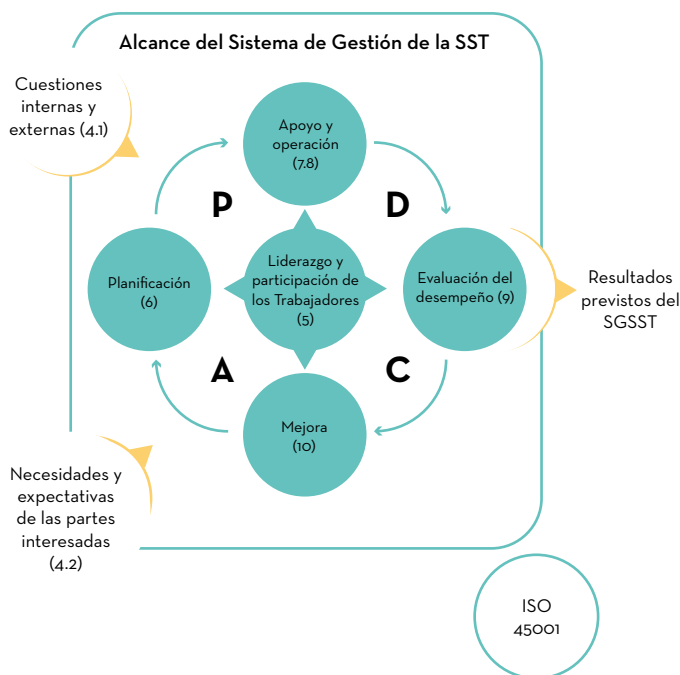 Alcance del Sistema de Gestión de la SST
Cuestiones
internas y
externas (4.1)
Apoyo y
operación
(7.8)
P
D
Planificación
(6)
Liderazgo y
participación de
los Trabajadores
(5)
Evaluación del
desempeño (9)
Resultados
previstos del
SGSST
A
C
Mejora
(10)
Necesidades y
expectativas
de las partes
interesadas
(4.2)
ISO
45001